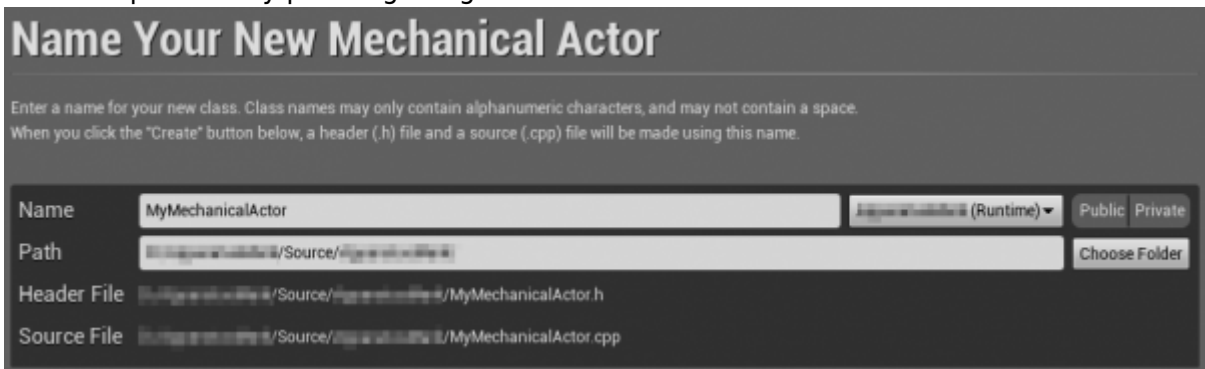 Name Your New Mechanical Actor
Enter a name for your new class. Class names may only contain alphanumeric characters, and may not contain a space.
When you click the "Create" button below, a header (.h) file and a source (.cpp) file will be made using this name.
Name MyMechanicalActor (Runtime) Public Private
Path /Source/ Choose Folder
Header File /Source/ /MyMechanicalActor.h
Source File /Source/ /MyMechanicalActor.cpp